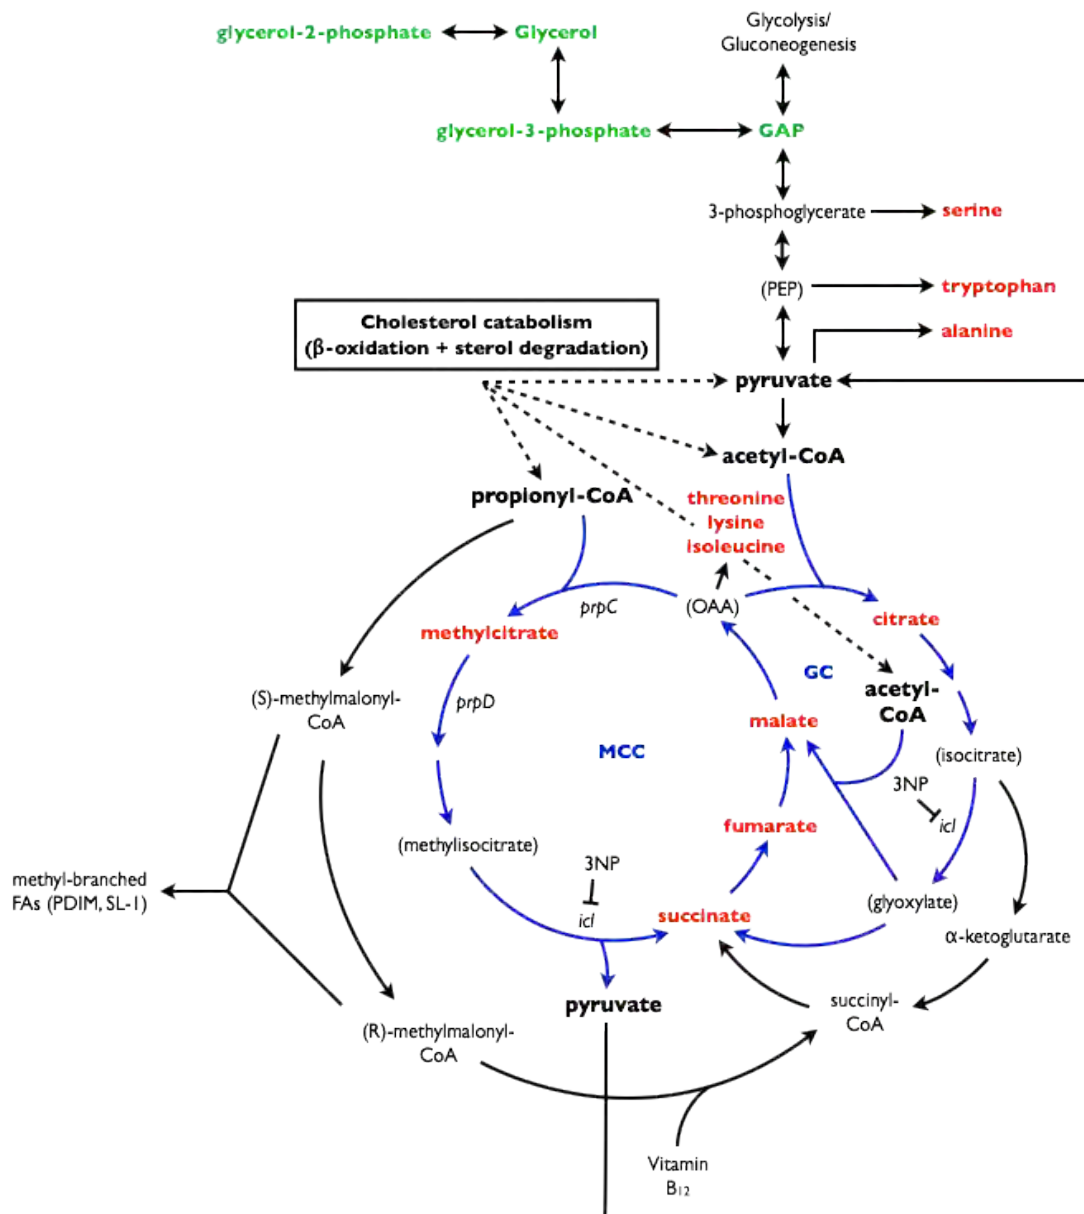 Glycolysis/
Gluconeogenesis
glycerol-2-phosphate
Glycerol
glycerol-3-phosphate
GAP
3-phosphoglycerate
serine
(PEP)
tryptophan
alanine
Cholesterol catabolism
(β-oxidation + sterol degradation)
pyruvate
acetyl-CoA
propionyl-CoA
threonine
lysine
isoleucine
prpC
(OAA)
citrate
methylcitrate
GC
acetyl-
CoA
(S)-methylmalonyl-
CoA
prpD
malate
MCC
(isocitrate)
3NP
icl
fumarate
(methylisocitrate)
3NP
icl
methyl-branched
FAs (PDIM, SL-1)
succinate
(glyoxylate)
α-ketoglutarate
pyruvate
succinyl-
CoA
(R)-methylmalonyl-
CoA
Vitamin
B₁₂